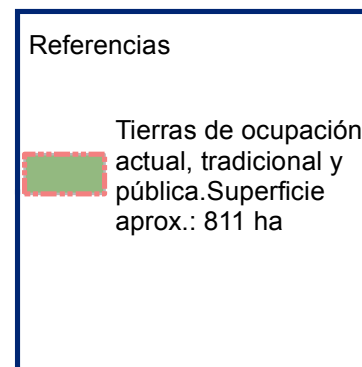 Referencias
Tierras de ocupación
actual, tradicional y
pública.Superficie
aprox.: 811 ha